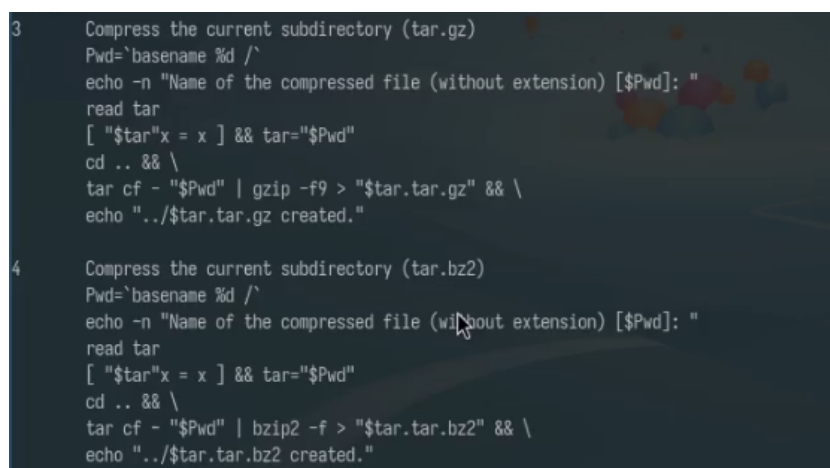 3 Compress the current subdirectory (tar.gz)
Pwd=`basename %d /`
echo -n "Name of the compressed file (without extension) [$Pwd]: "
read tar
[ "$tar"x = x ] && tar="$Pwd"
cd .. && \
tar cf - "$Pwd" | gzip -f9 > "$tar.tar.gz" && \
echo "../$tar.tar.gz created."
4 Compress the current subdirectory (tar.bz2)
Pwd=`basename %d /`
echo -n "Name of the compressed file (without extension) [$Pwd]: "
read tar
[ "$tar"x = x ] && tar="$Pwd"
cd .. && \
tar cf - "$Pwd" | bzip2 -f > "$tar.tar.bz2" && \
echo "../$tar.tar.bz2 created."